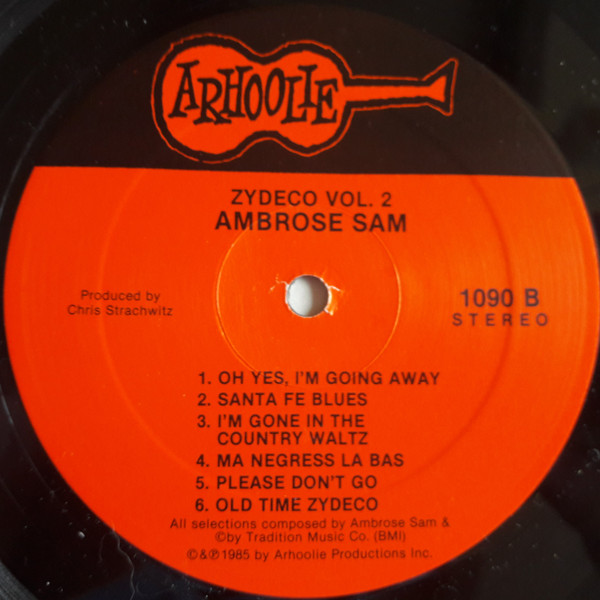 ARHOOLIE
ZYDECO VOL. 2
AMBROSE SAM
Produced by
Chris Strachwitz
1090 B
STEREO
1. OH YES, I'M GOING AWAY
2. SANTA FE BLUES
3. I'M GONE IN THE
COUNTRY WALTZ
4. MA NEGRESS LA BAS
5. PLEASE DON'T GO
6. OLD TIME ZYDECO
All selections composed by Ambrose Sam &
©by Tradition Music Co. (BMI)
©&℗1985 by Arhoolie Productions Inc.